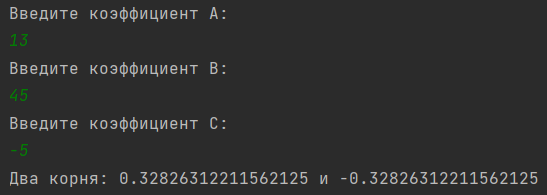 Введите коэффициент A:
13
Введите коэффициент B:
45
Введите коэффициент C:
-5
Два корня: 0.32826312211562125 и -0.32826312211562125